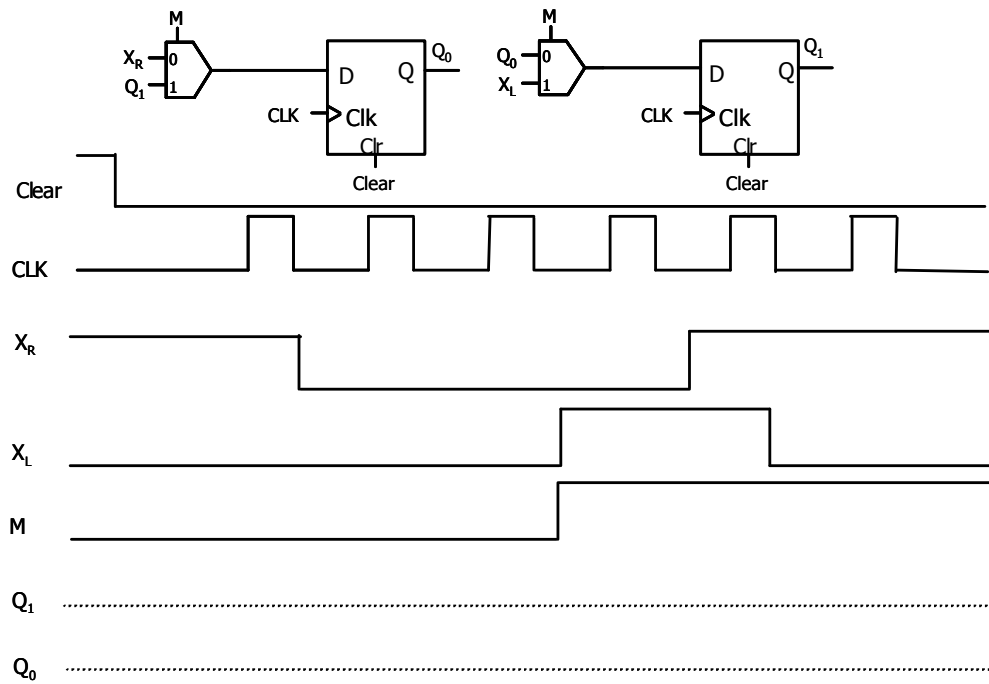 M
X_R 0
Q_1 1
D Q
Q_0
CLK Clk
Clr
Clear
M
Q_0 0
X_L 1
D Q
Q_1
CLK Clk
Clr
Clear
Clear
CLK
X_R
X_L
M
Q_1
Q_0